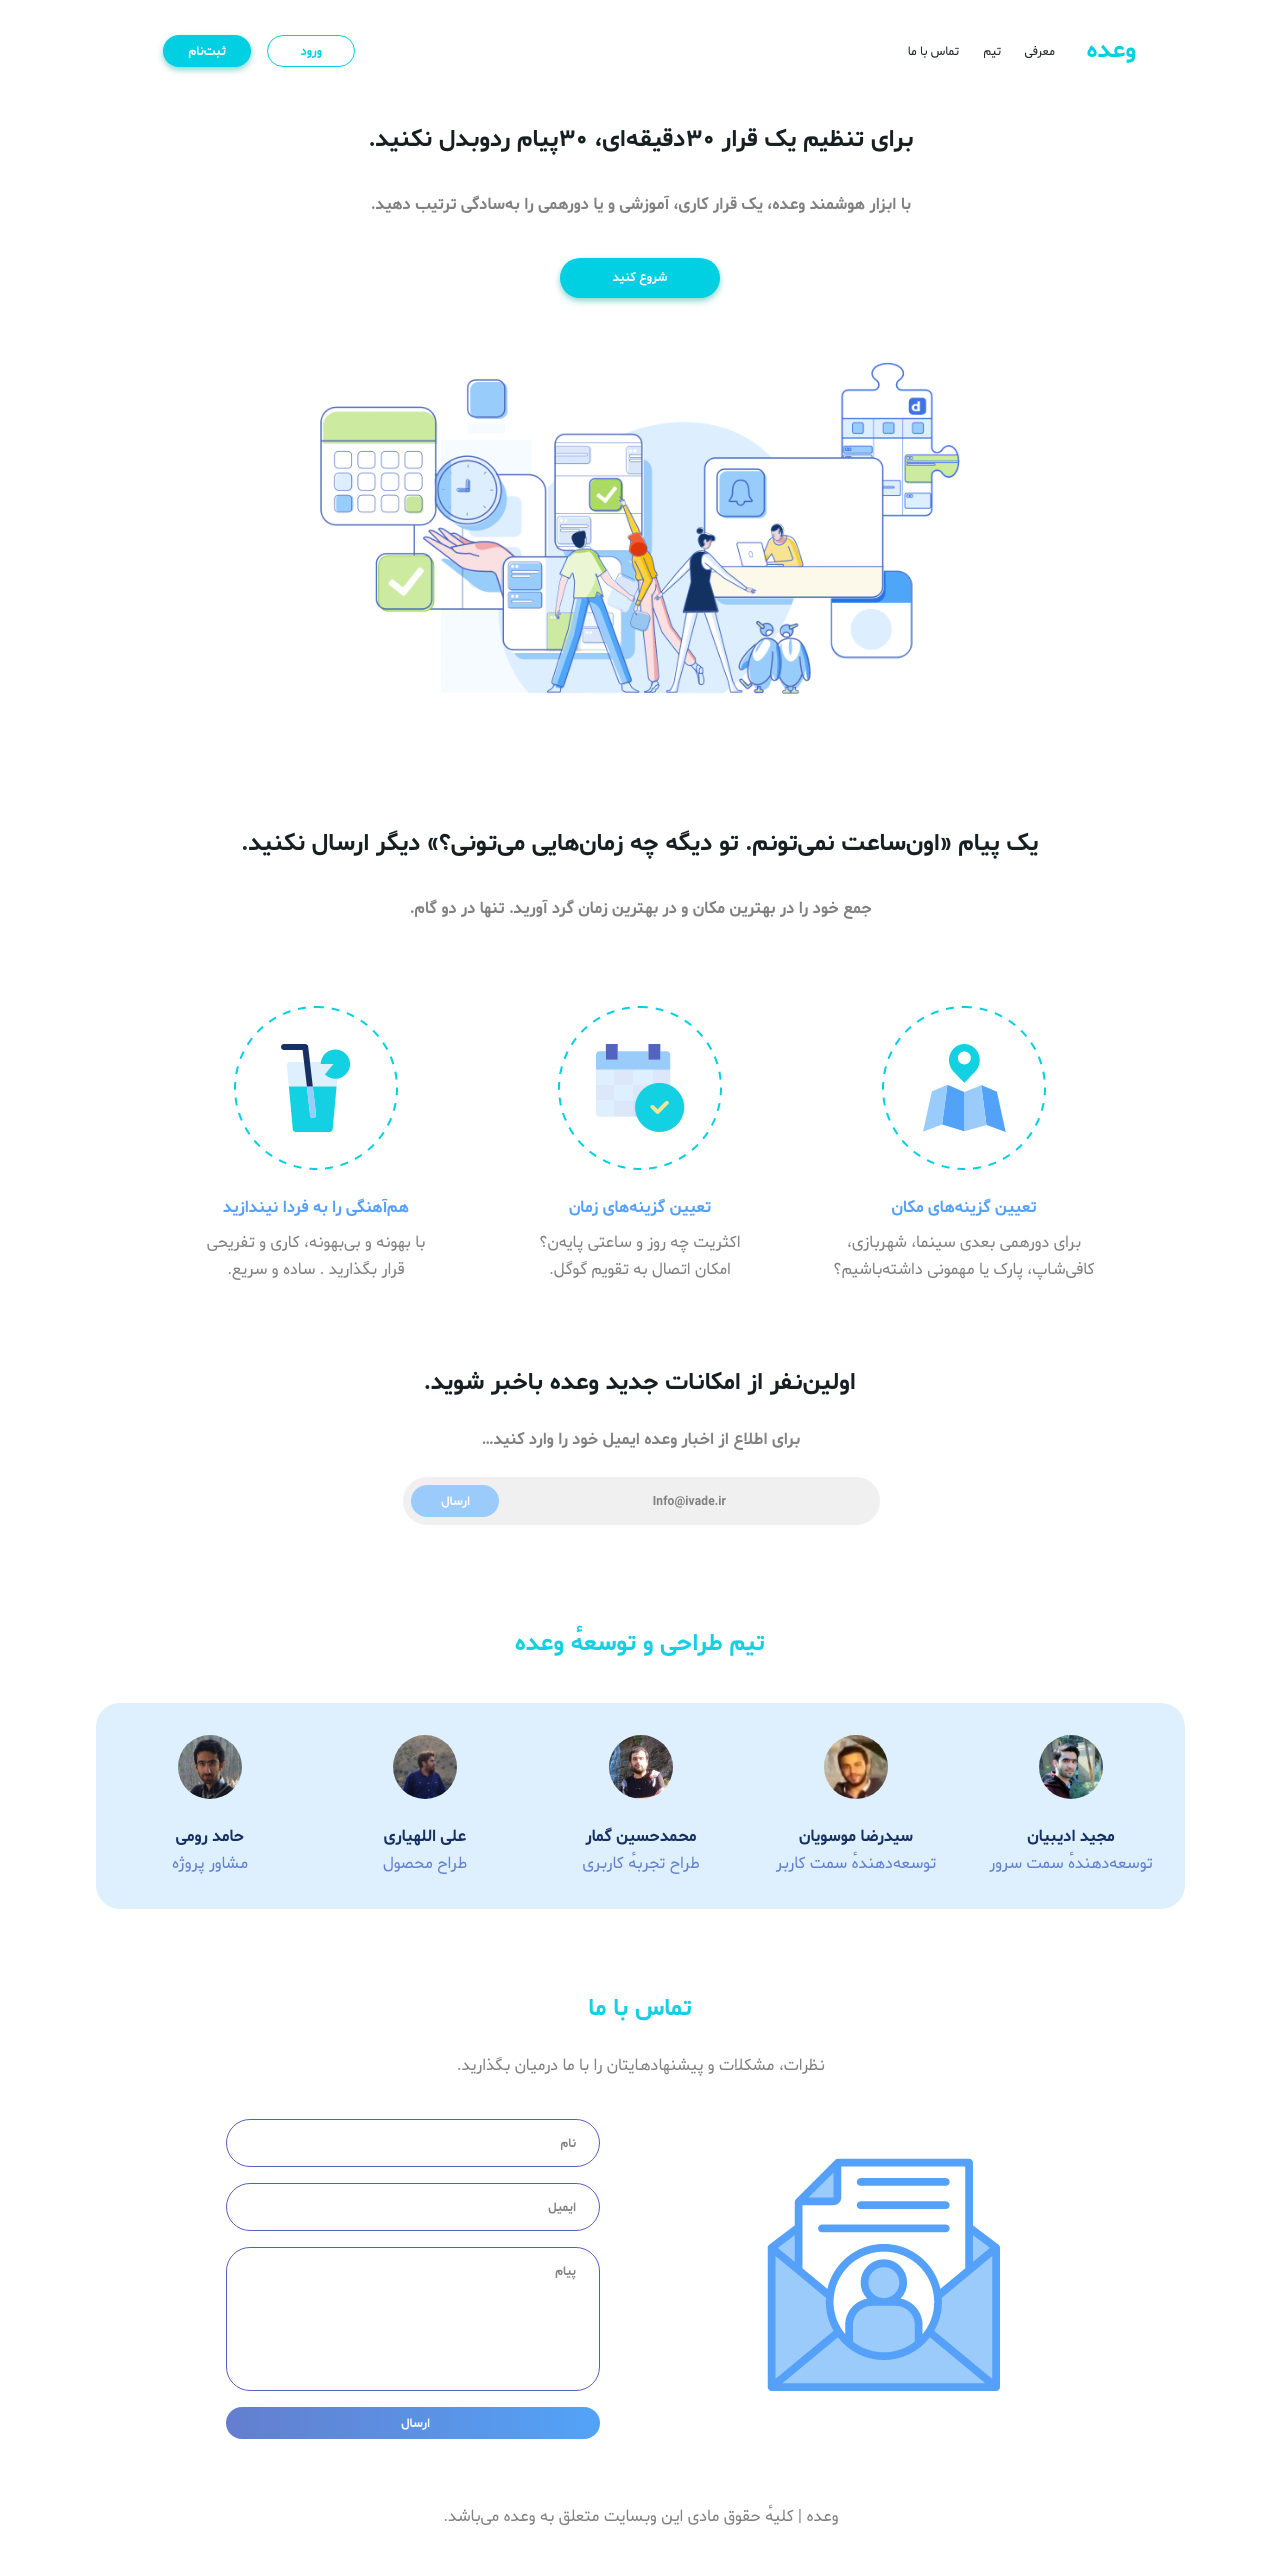 وعده
معرفی
تیم
تماس با ما
ورود
ثبت‌نام
برای تنظیم یک قرار ۳۰دقیقه‌ای، ۳۰پیام ردوبدل نکنید.
با ابزار هوشمند وعده، یک قرار کاری، آموزشی و یا دورهمی را به‌سادگی ترتیب دهید.
شروع کنید
d
یک پیام «اون‌ساعت نمی‌تونم. تو دیگه چه زمان‌هایی می‌تونی؟» دیگر ارسال نکنید.
جمع خود را در بهترین مکان و در بهترین زمان گرد آورید. تنها در دو گام.
تعیین گزینه‌های مکان
برای دورهمی بعدی سینما، شهربازی،
کافی‌شاپ، پارک یا مهمونی داشته‌باشیم؟
تعیین گزینه‌های زمان
اکثریت چه روز و ساعتی پایه‌ن؟
امکان اتصال به تقویم گوگل.
هم‌آهنگی را به فردا نیندازید
با بهونه و بی‌بهونه، کاری و تفریحی
قرار بگذارید . ساده و سریع.
اولین‌نفر از امکانات جدید وعده باخبر شوید.
برای اطلاع از اخبار وعده ایمیل خود را وارد کنید...
Info@ivade.ir
ارسال
تیم طراحی و توسعهٔ وعده
مجید ادیبیان
توسعه‌دهندهٔ سمت سرور
سیدرضا موسویان
توسعه‌دهندهٔ سمت کاربر
محمدحسین گمار
طراح تجربهٔ کاربری
علی اللهیاری
طراح محصول
حامد رومی
مشاور پروژه
تماس با ما
نظرات، مشکلات و پیشنهادهایتان را با ما درمیان بگذارید.
نام
ایمیل
پیام
ارسال
وعده | کلیهٔ حقوق مادی این وبسایت متعلق به وعده می‌باشد.